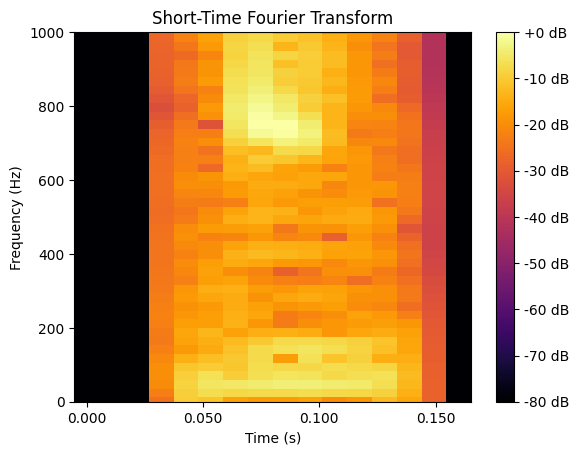 Short-Time Fourier Transform
Frequency (Hz)
1000
800
600
400
200
0
0.000
0.050
0.100
0.150
Time (s)
+0 dB
-10 dB
-20 dB
-30 dB
-40 dB
-50 dB
-60 dB
-70 dB
-80 dB